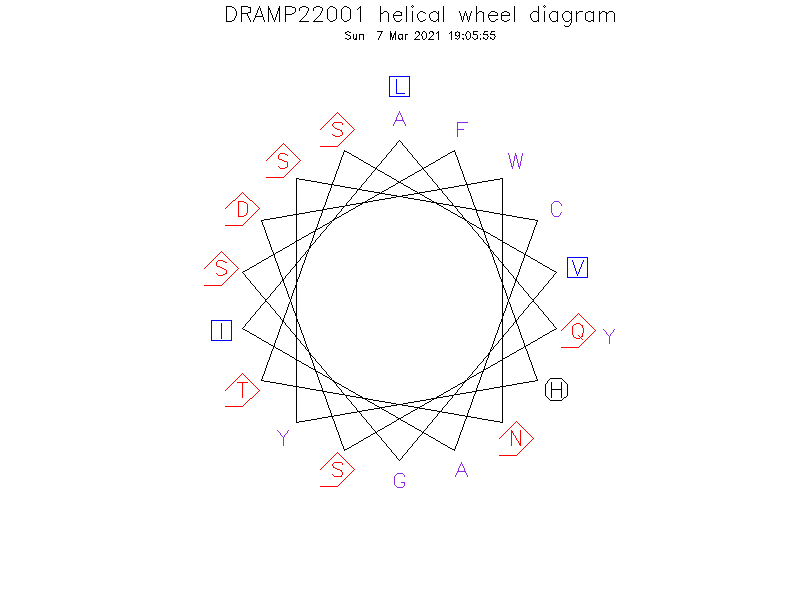 DRAMP22001 helical wheel diagram
Sun 7 Mar 2021 19:05:55
L
A
S F
S W
D C
S V
I Q Y
T H
Y N
S A
G